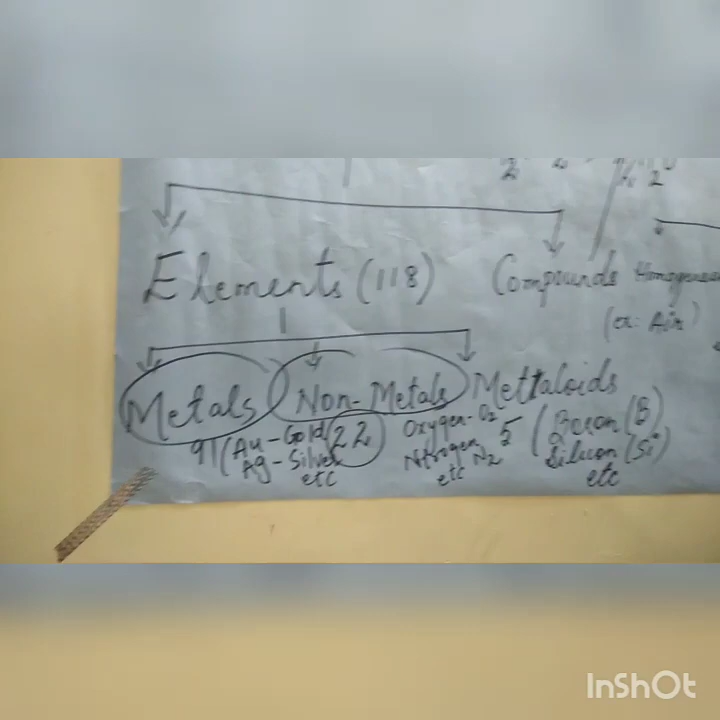 Elements (118)
Compounds
(ex: Air)
Metals
Non-Metals
Mettaloids
91 (Au - Gold
Ag - Silver
etc
22
Oxygen - O2
Nitrogen N2
etc
5 (Boron (B)
Silicon (Si)
etc
InShOt